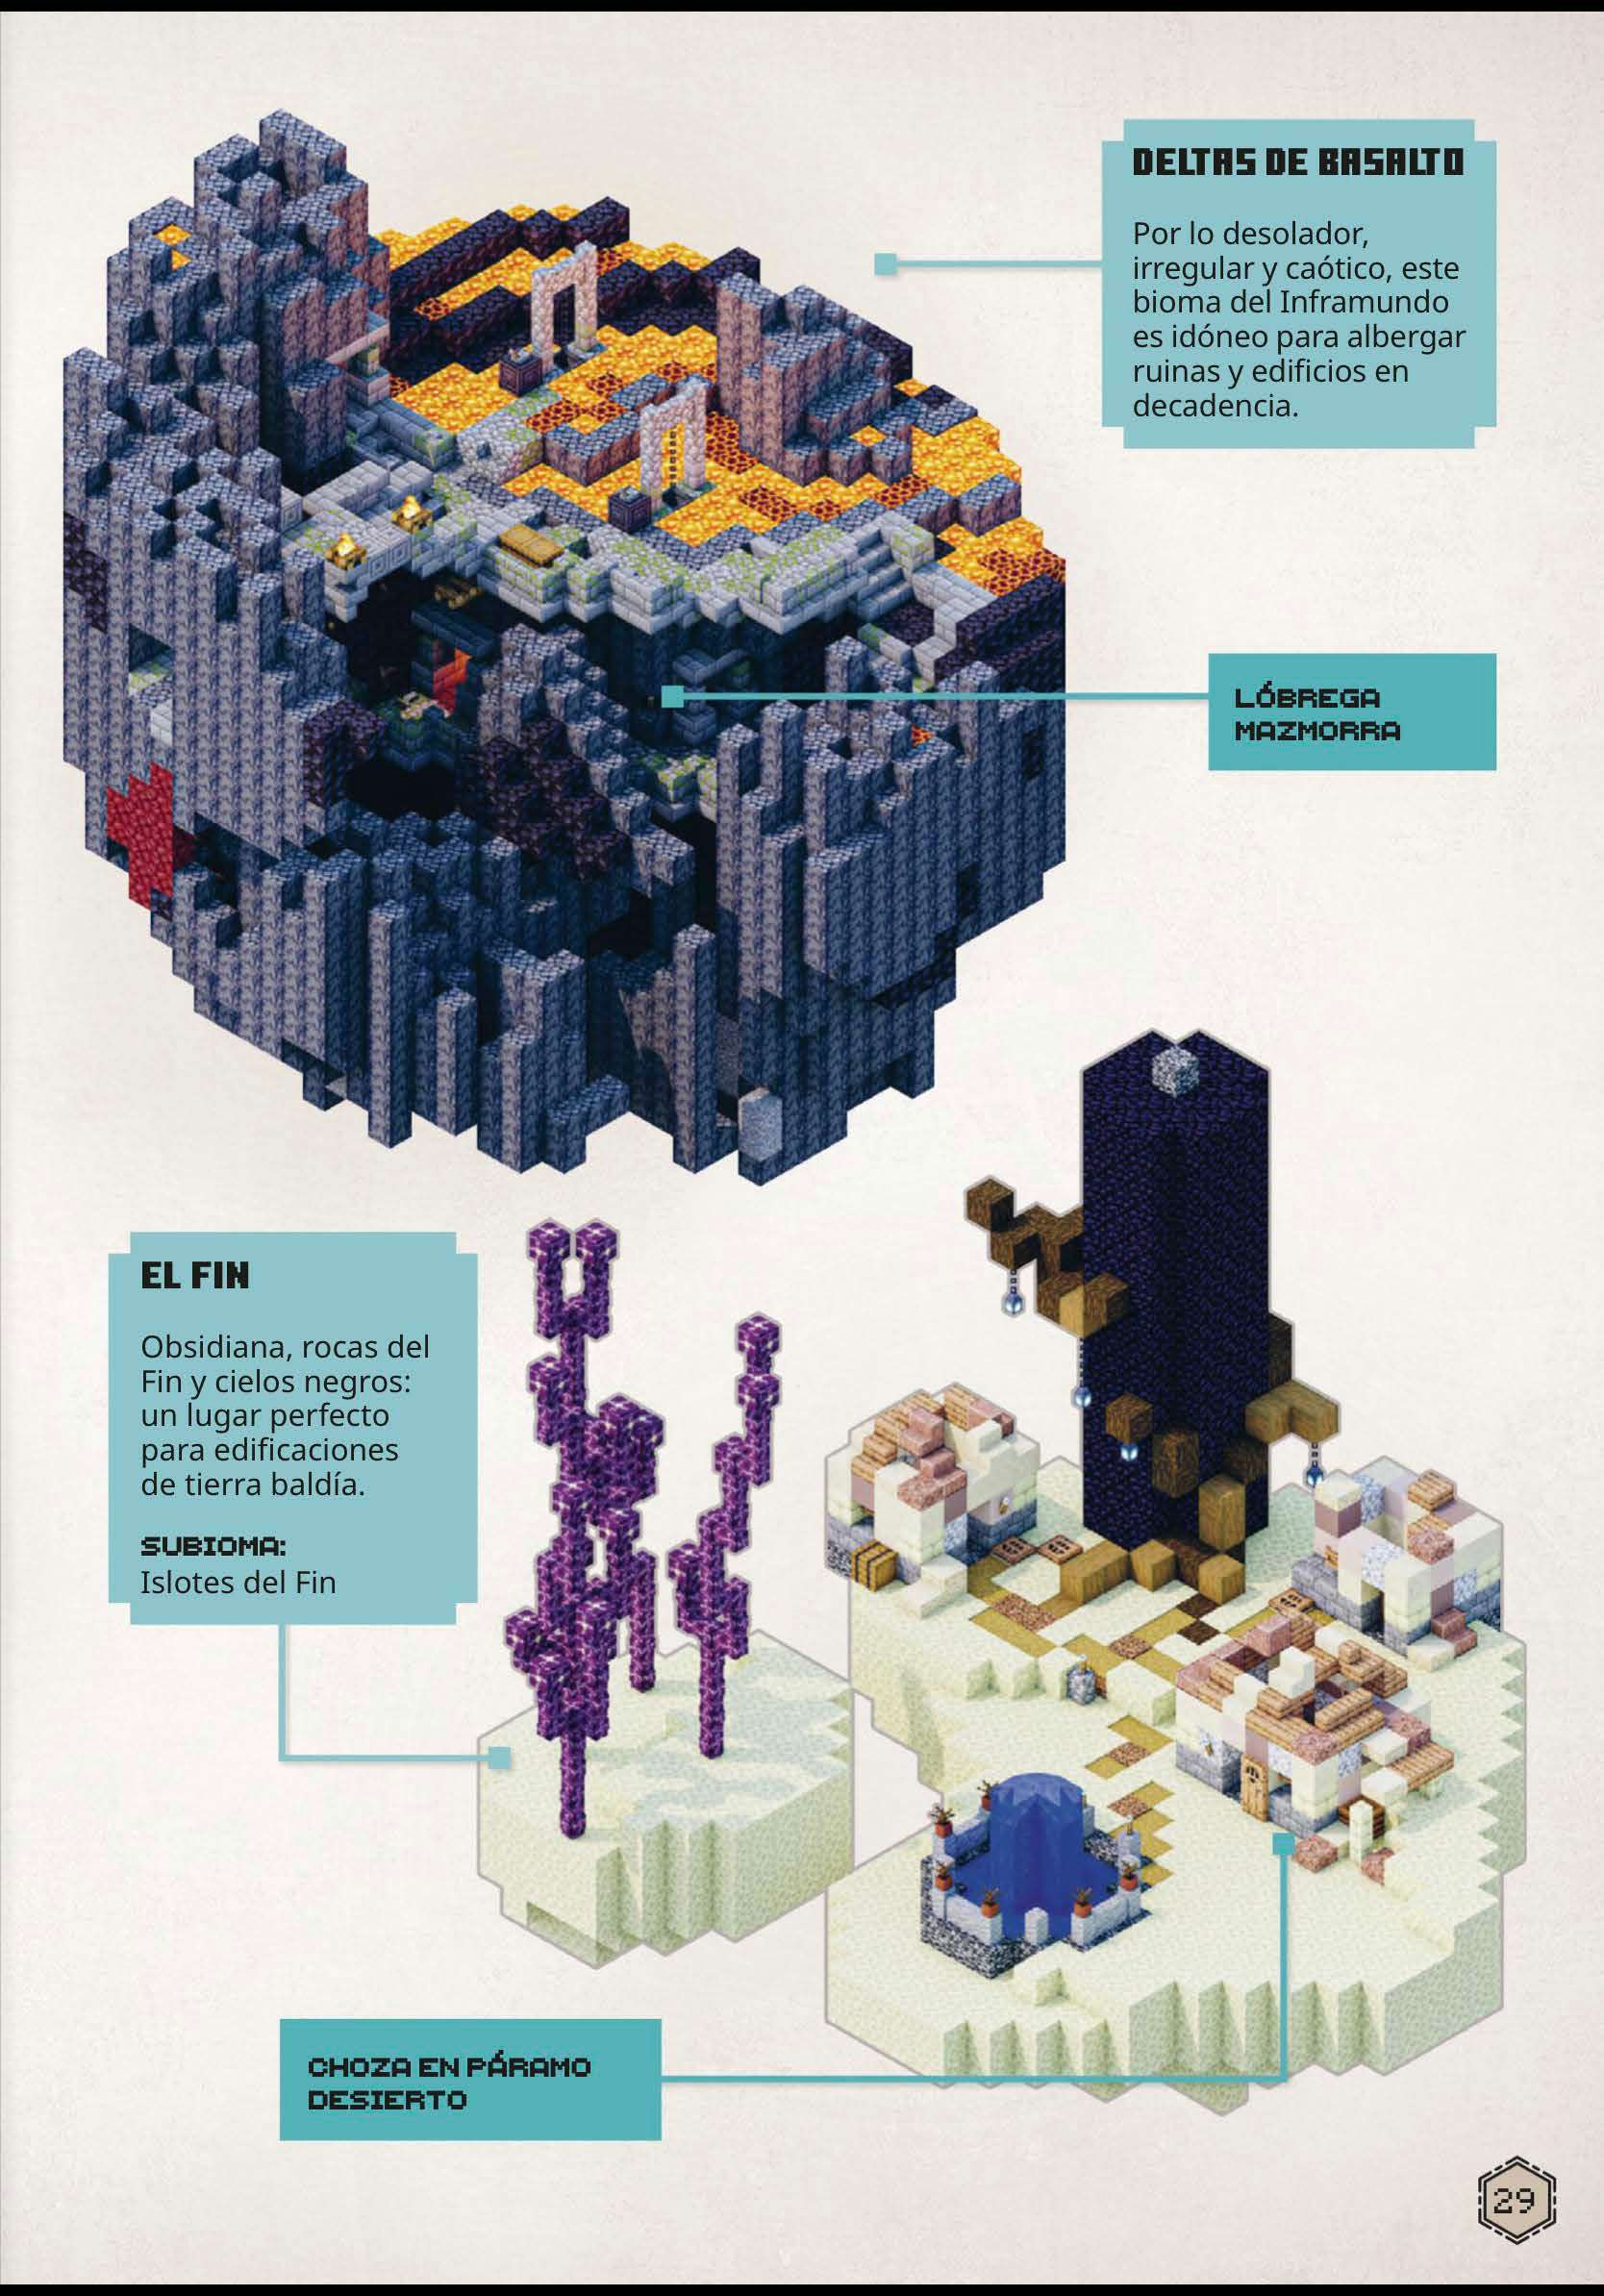 DELTAS DE BASALTO
Por lo desolador,
irregular y caótico, este
bioma del Inframundo
es idóneo para albergar
ruinas y edificios en
decadencia.
LÓBREGA
MAZMORRA
EL FIN
Obsidiana, rocas del
Fin y cielos negros:
un lugar perfecto
para edificaciones
de tierra baldía.
SUBIOMA:
Islotes del Fin
CHOZA EN PÁRAMO
DESIERTO
29